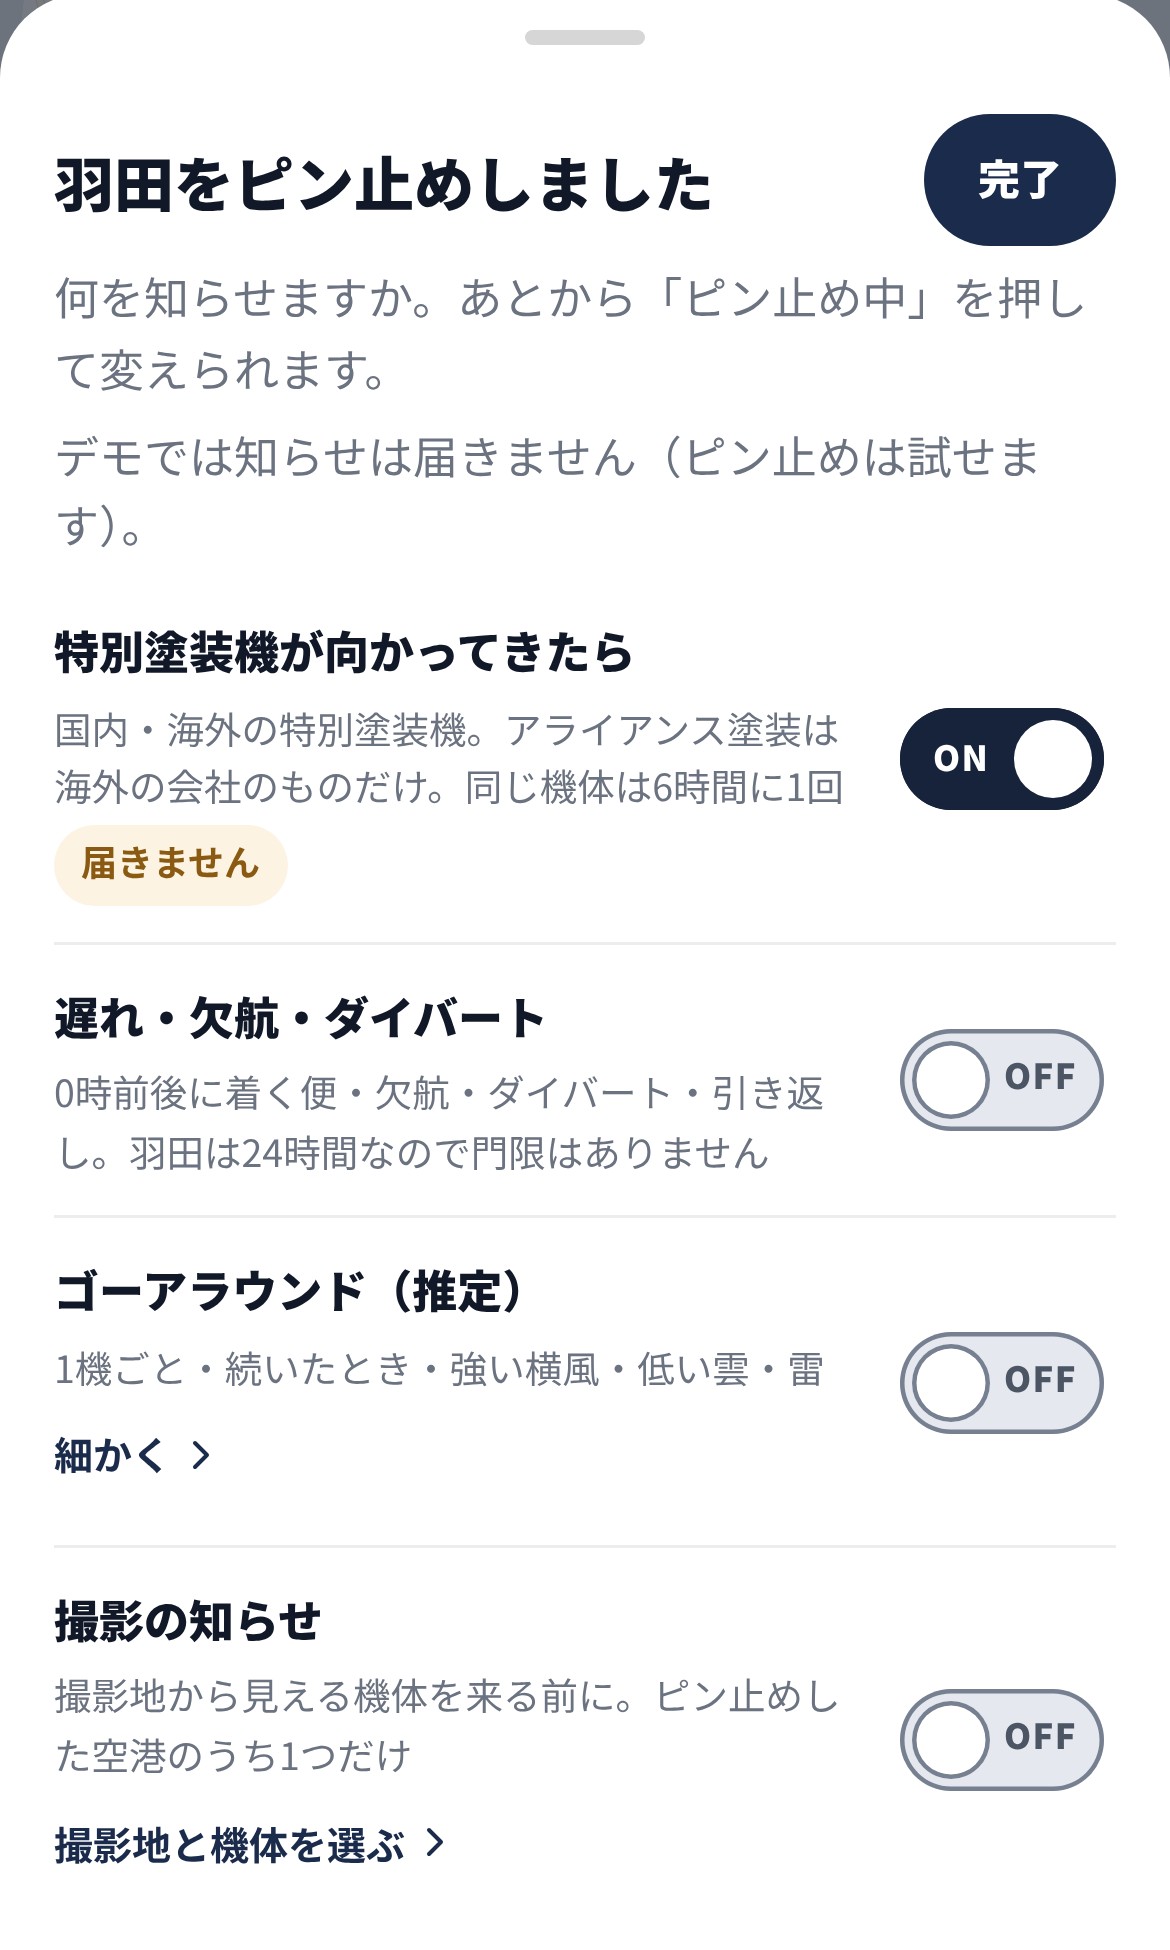 羽田をピン止めしました
完了
何を知らせますか。あとから「ピン止め中」を押し
て変えられます。
デモでは知らせは届きません（ピン止めは試せま
す）。
特別塗装機が向かってきたら
国内・海外の特別塗装機。アライアンス塗装は
海外の会社のものだけ。同じ機体は6時間に1回
ON
届きません
遅れ・欠航・ダイバート
0時前後に着く便・欠航・ダイバート・引き返
し。羽田は24時間なので門限はありません
OFF
ゴーアラウンド（推定）
1機ごと・続いたとき・強い横風・低い雲・雷
OFF
細かく
撮影の知らせ
撮影地から見える機体を来る前に。ピン止めし
た空港のうち1つだけ
OFF
撮影地と機体を選ぶ